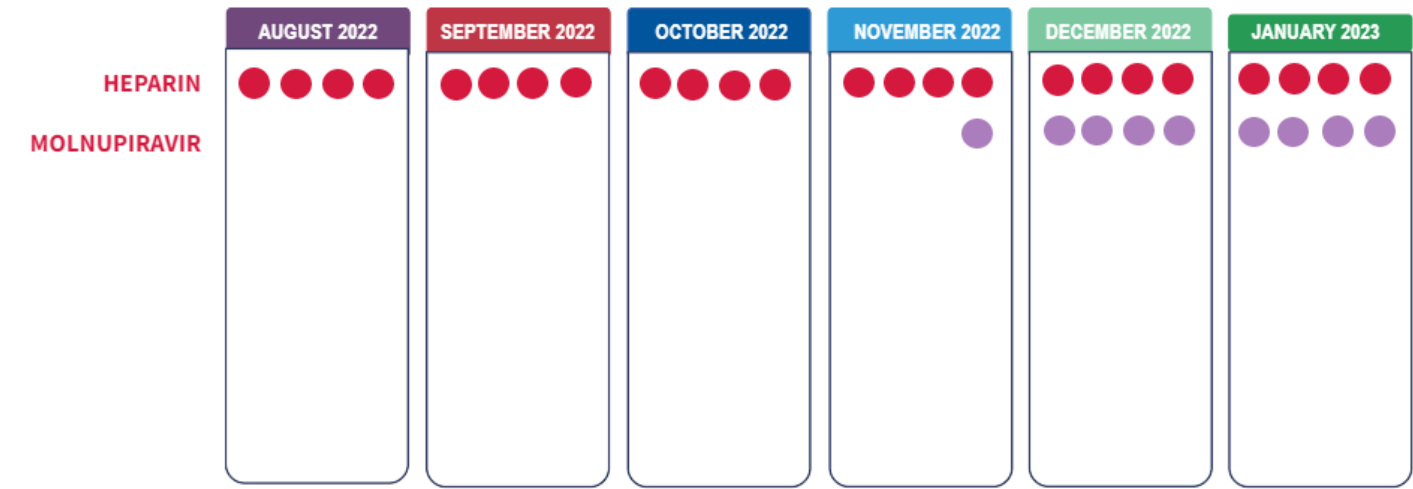 AUGUST 2022
SEPTEMBER 2022
OCTOBER 2022
NOVEMBER 2022
DECEMBER 2022
JANUARY 2023
HEPARIN
MOLNUPIRAVIR